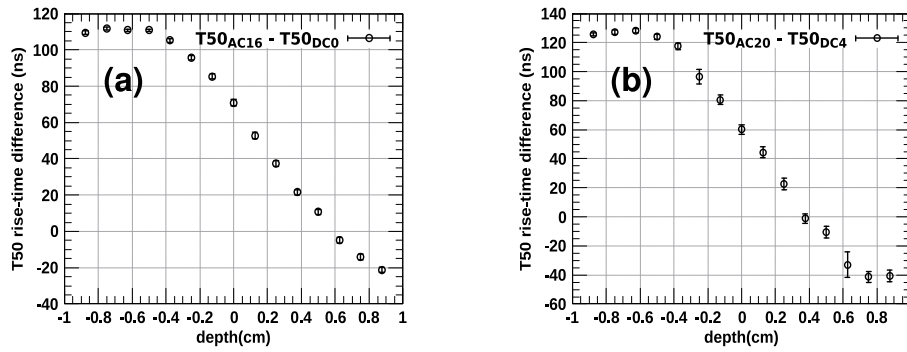 120
100
80
60
40
20
0
-20
-40
T50 rise-time difference (ns)
(a)
T50AC16 - T50DC0
-1 -0.8 -0.6 -0.4 -0.2 0 0.2 0.4 0.6 0.8 1
depth(cm)
140
120
100
80
60
40
20
0
-20
-40
-60
T50 rise-time difference (ns)
(b)
T50AC20 - T50DC4
-1 -0.8 -0.6 -0.4 -0.2 0 0.2 0.4 0.6 0.8
depth(cm)